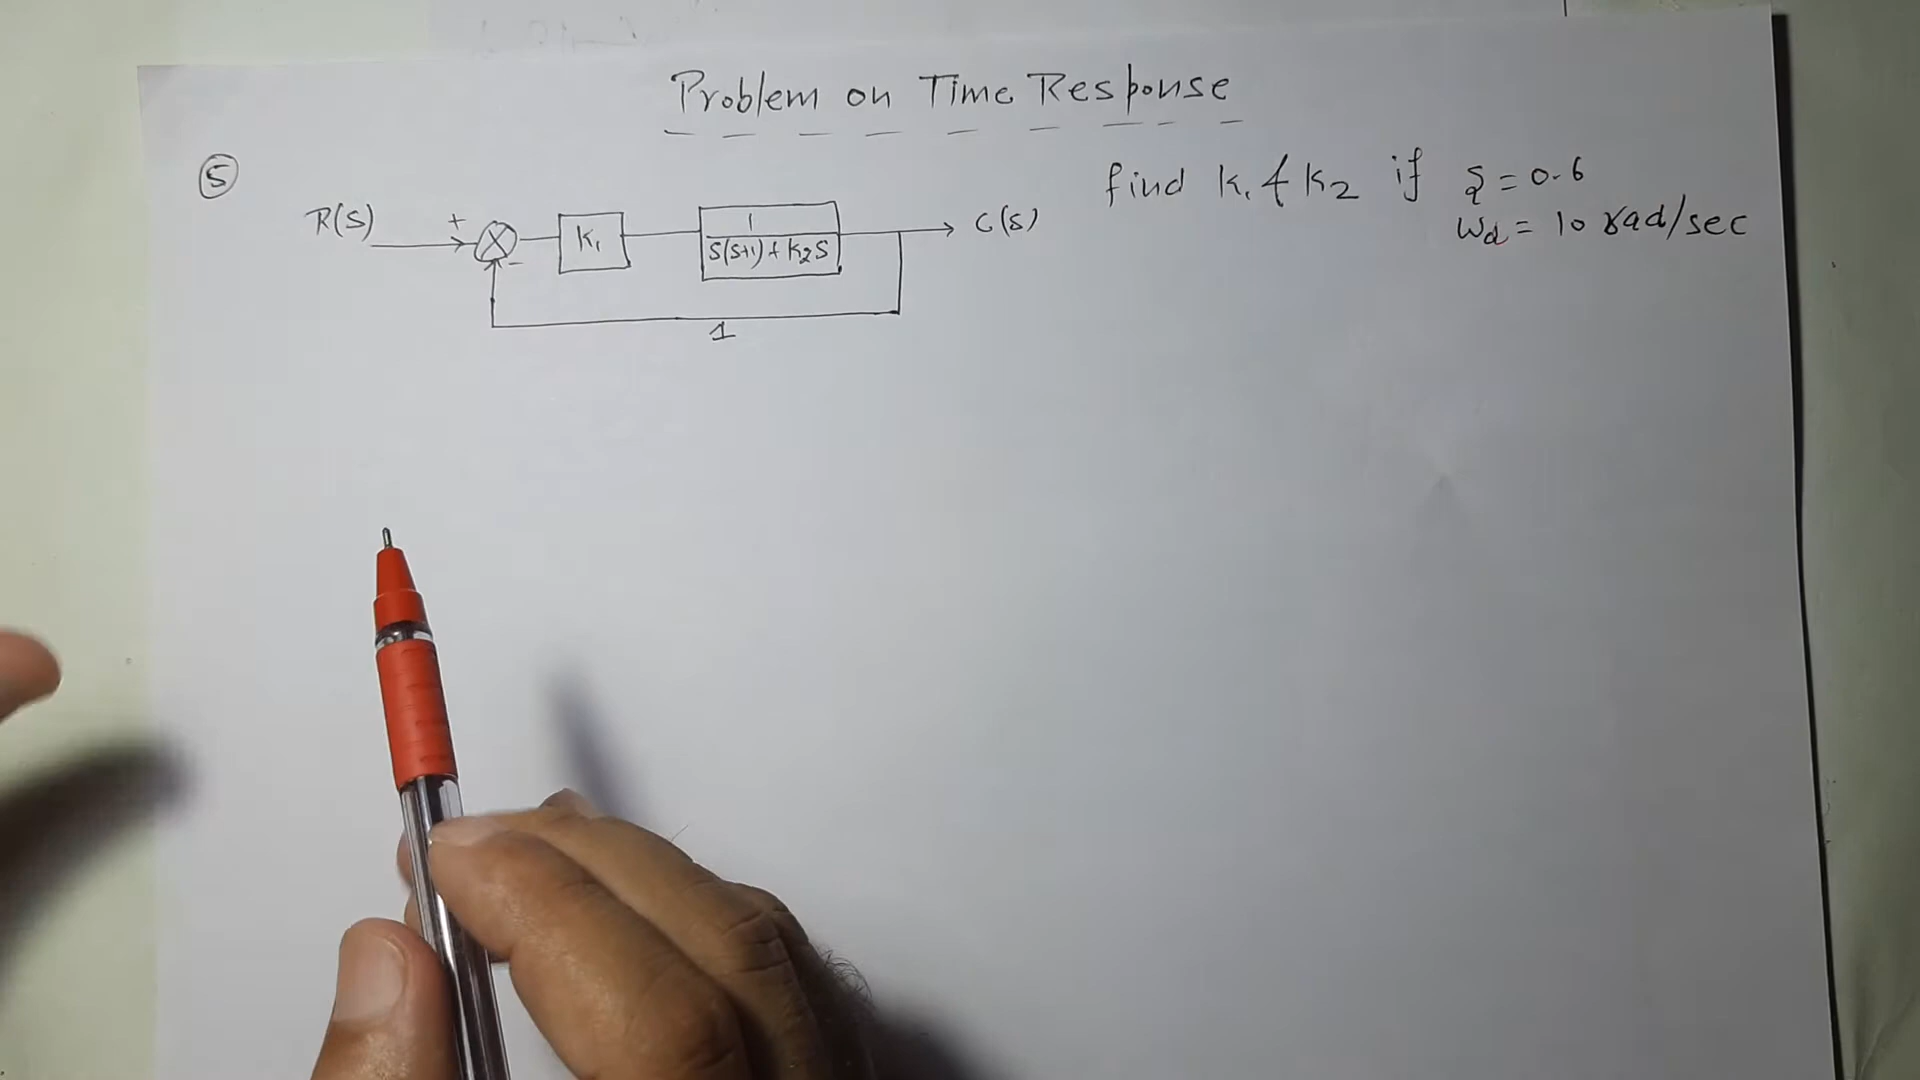 Problem on Time Response
⑤
find K₁ & K₂ if ξ = 0.6
ωd = 10 rad/sec
R(s)
+
-
K₁
1
s(s+1)+K₂s
C(s)
1